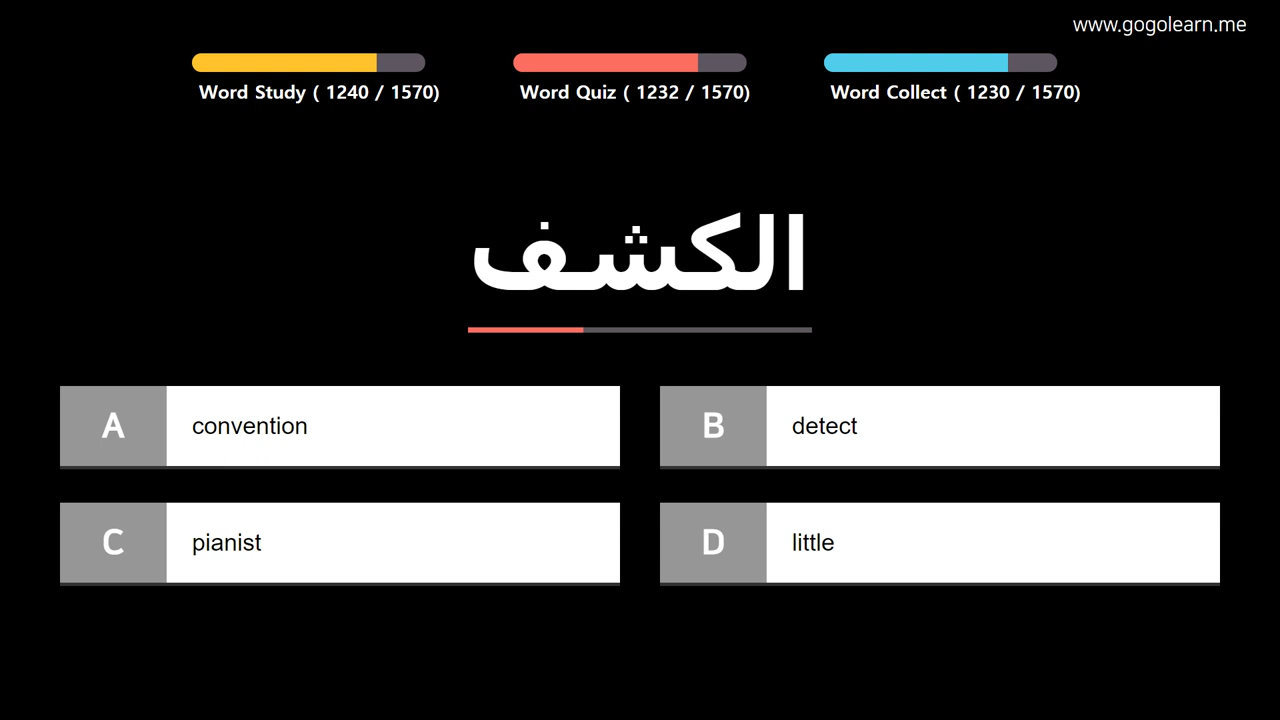 www.gogolearn.me
Word Study ( 1240 / 1570)
Word Quiz ( 1232 / 1570)
Word Collect ( 1230 / 1570)
الكشف
A convention
B detect
C pianist
D little